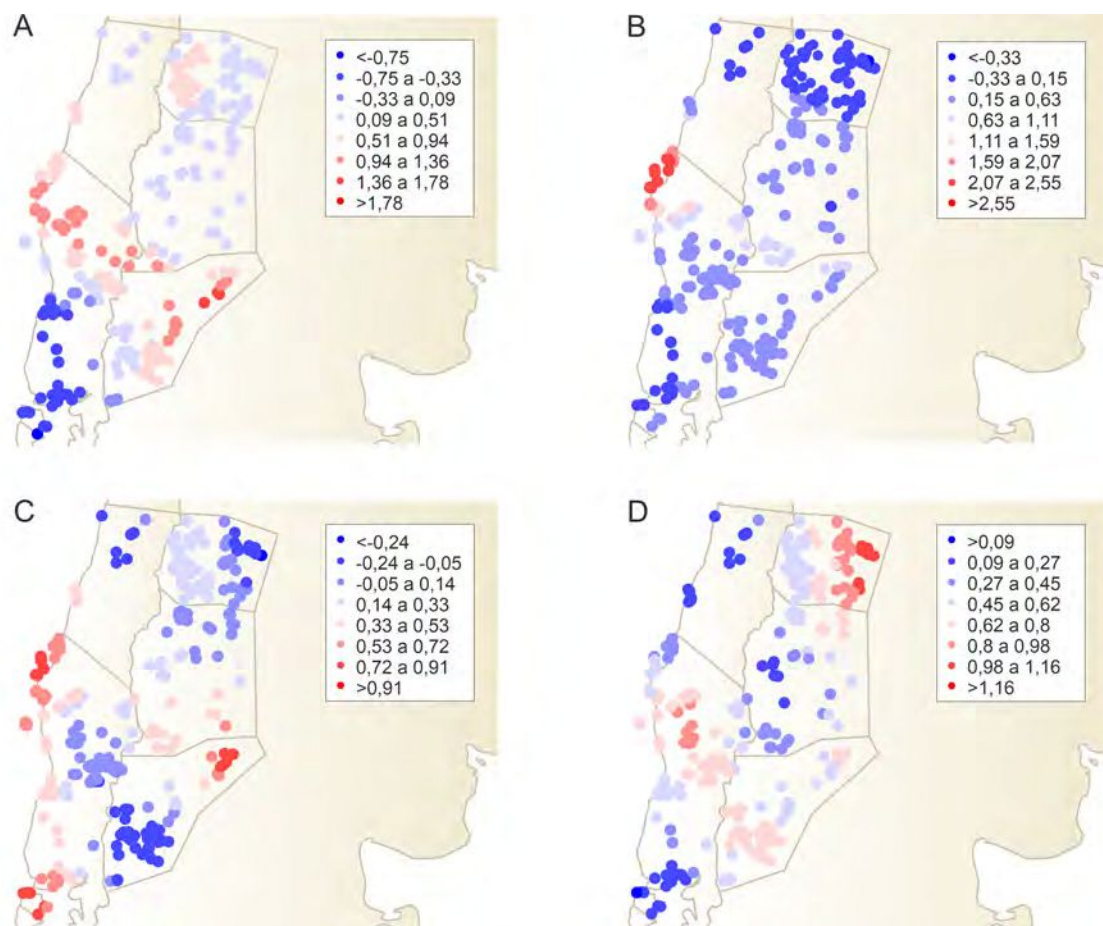 A
<-0,75
-0,75 a -0,33
-0,33 a 0,09
0,09 a 0,51
0,51 a 0,94
0,94 a 1,36
1,36 a 1,78
>1,78
B
<-0,33
-0,33 a 0,15
0,15 a 0,63
0,63 a 1,11
1,11 a 1,59
1,59 a 2,07
2,07 a 2,55
>2,55
C
<-0,24
-0,24 a -0,05
-0,05 a 0,14
0,14 a 0,33
0,33 a 0,53
0,53 a 0,72
0,72 a 0,91
>0,91
D
>0,09
0,09 a 0,27
0,27 a 0,45
0,45 a 0,62
0,62 a 0,8
0,8 a 0,98
0,98 a 1,16
>1,16